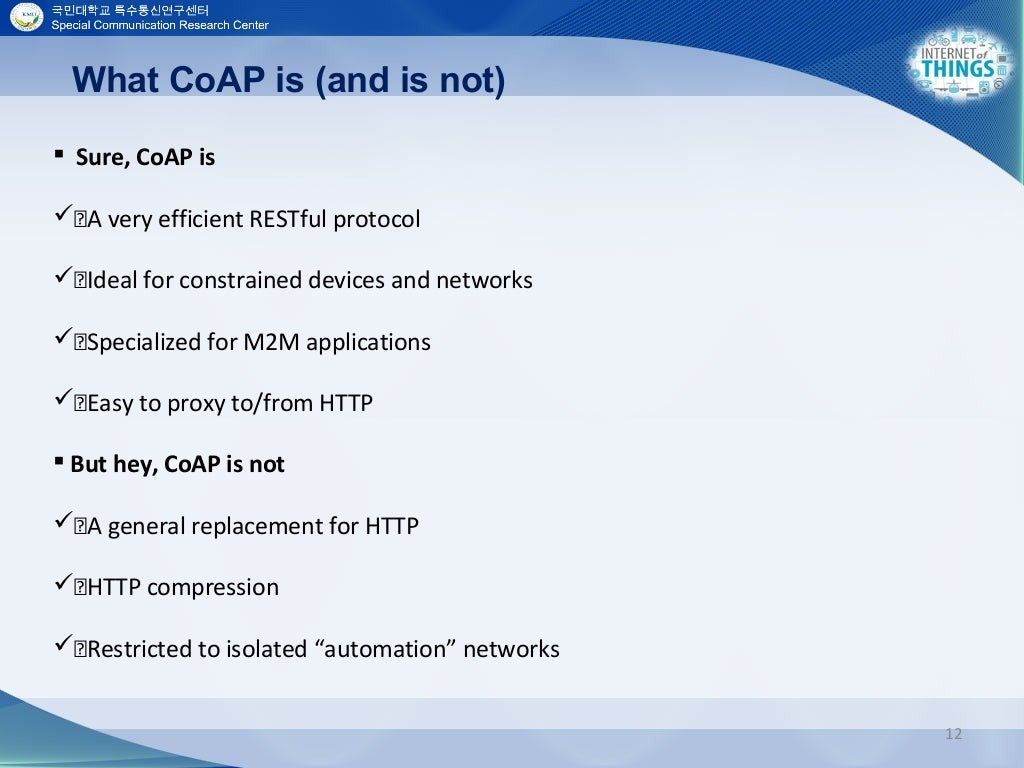 국민대학교 특수통신연구센터
Special Communication Research Center
KMU
INTERNET of
THINGS
What CoAP is (and is not)
▪ Sure, CoAP is
✓ A very efficient RESTful protocol
✓ Ideal for constrained devices and networks
✓ Specialized for M2M applications
✓ Easy to proxy to/from HTTP
▪ But hey, CoAP is not
✓ A general replacement for HTTP
✓ HTTP compression
✓ Restricted to isolated “automation” networks
12